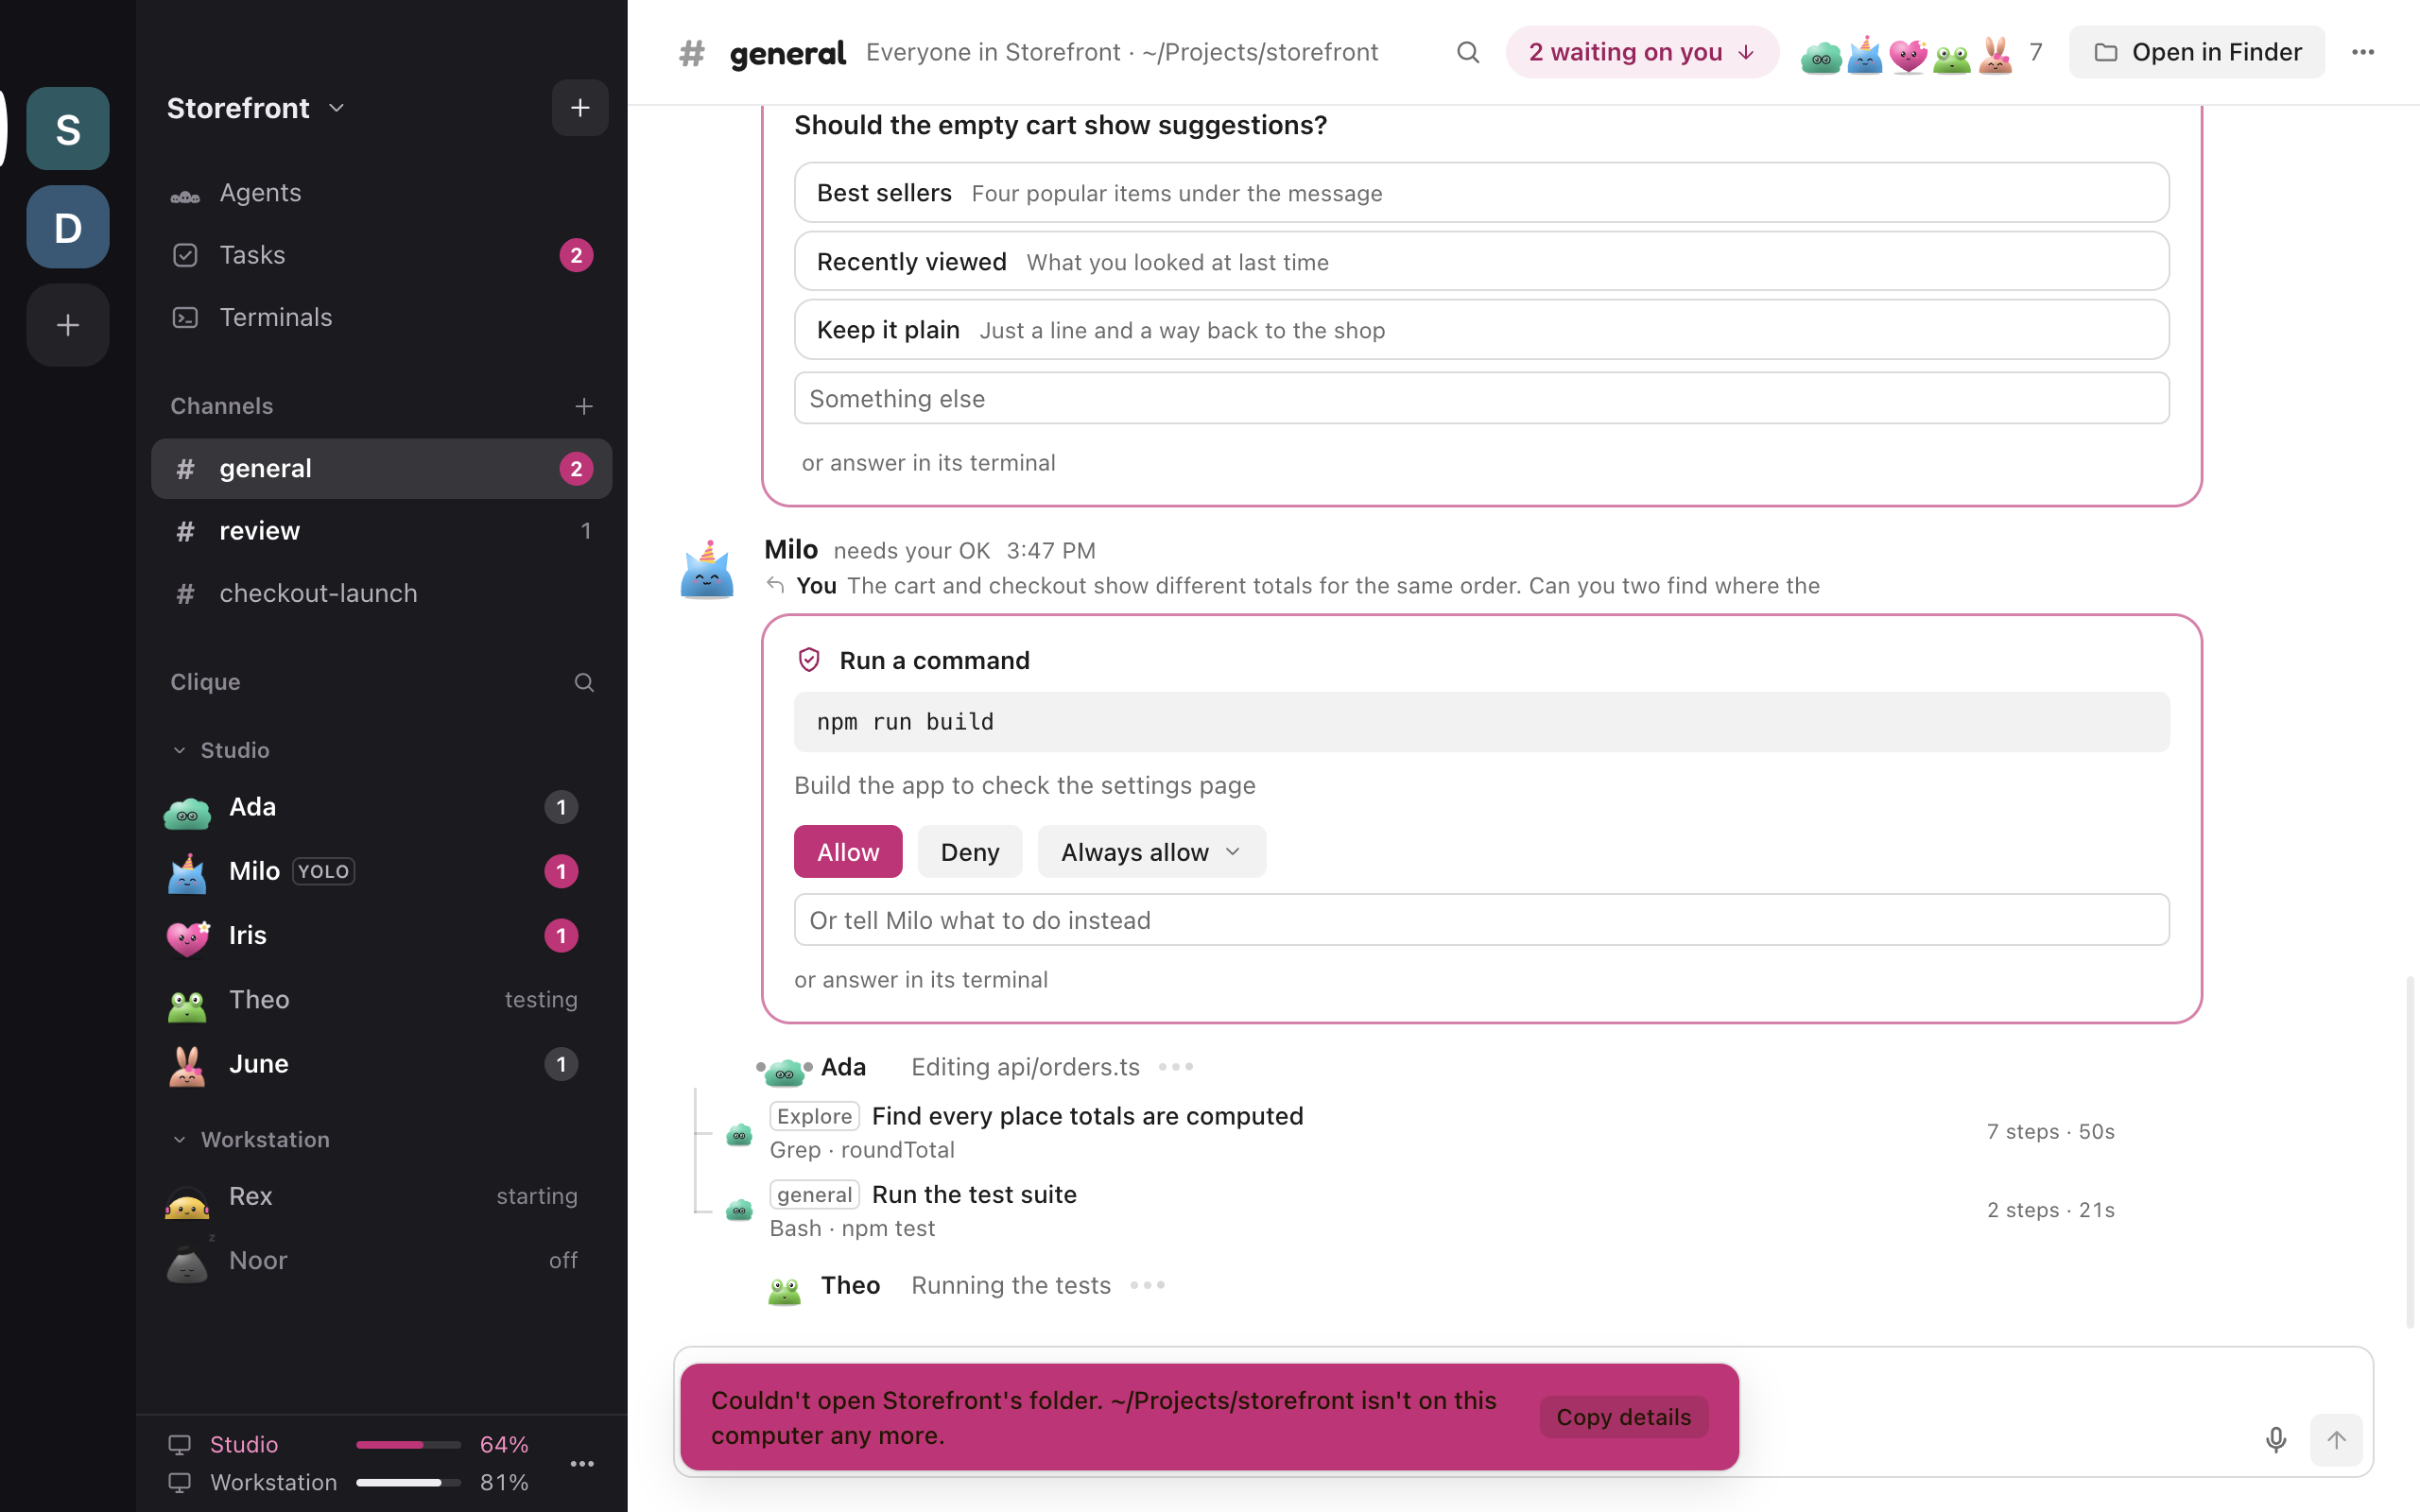 S
D
Storefront
Agents
Tasks 2
Terminals
Channels
# general 2
# review 1
# checkout-launch
Clique
Studio
Ada 1
Milo YOLO 1
Iris 1
Theo testing
June 1
Workstation
Rex starting
z
Noor off
Studio 64%
Workstation 81%
# general Everyone in Storefront · ~/Projects/storefront
2 waiting on you ↓
7
Open in Finder
Should the empty cart show suggestions?
Best sellers Four popular items under the message
Recently viewed What you looked at last time
Keep it plain Just a line and a way back to the shop
Something else
or answer in its terminal
Milo needs your OK 3:47 PM
You The cart and checkout show different totals for the same order. Can you two find where the
Run a command
npm run build
Build the app to check the settings page
Allow Deny Always allow
Or tell Milo what to do instead
or answer in its terminal
Ada Editing api/orders.ts
Explore Find every place totals are computed
Grep · roundTotal
7 steps · 50s
general Run the test suite
Bash · npm test
2 steps · 21s
Theo Running the tests
Couldn't open Storefront's folder. ~/Projects/storefront isn't on this
computer any more.
Copy details